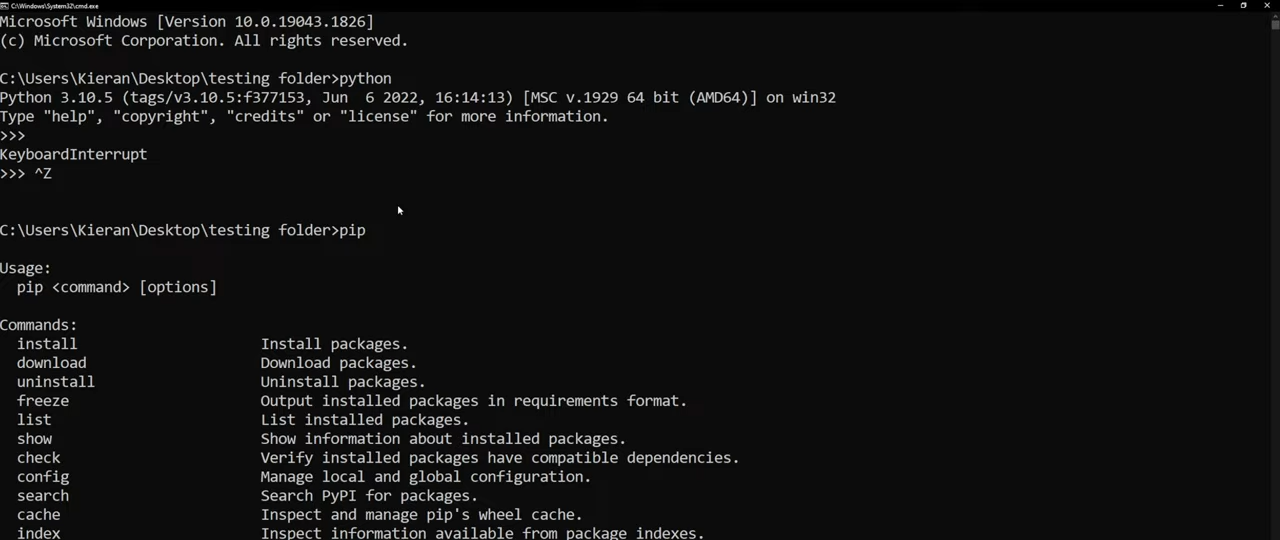 C:\Windows\System32\cmd.exe
Microsoft Windows [Version 10.0.19043.1826]
(c) Microsoft Corporation. All rights reserved.
C:\Users\Kieran\Desktop\testing folder>python
Python 3.10.5 (tags/v3.10.5:f377153, Jun  6 2022, 16:14:13) [MSC v.1929 64 bit (AMD64)] on win32
Type "help", "copyright", "credits" or "license" for more information.
>>>
KeyboardInterrupt
>>> ^Z
C:\Users\Kieran\Desktop\testing folder>pip
Usage:
  pip <command> [options]
Commands:
  install                     Install packages.
  download                    Download packages.
  uninstall                   Uninstall packages.
  freeze                      Output installed packages in requirements format.
  list                        List installed packages.
  show                        Show information about installed packages.
  check                       Verify installed packages have compatible dependencies.
  config                      Manage local and global configuration.
  search                      Search PyPI for packages.
  cache                       Inspect and manage pip's wheel cache.
  index                       Inspect information available from package indexes.